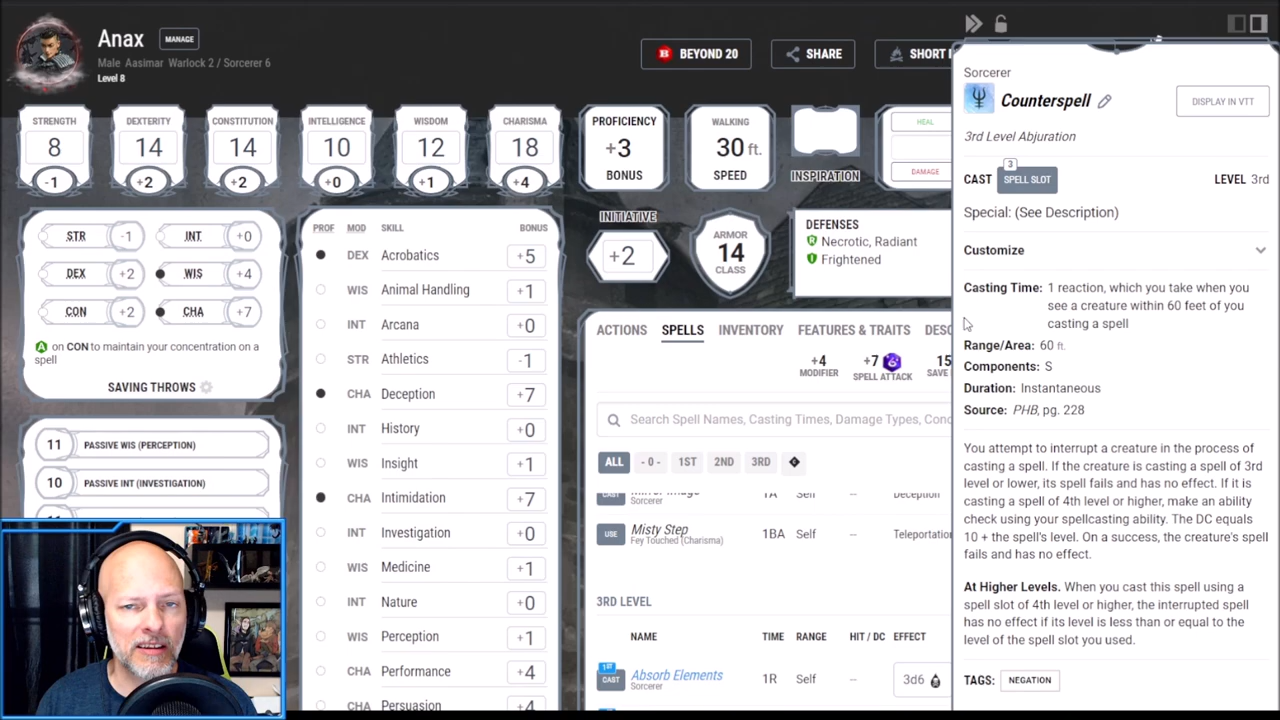 Anax
MANAGE
Male Aasimar Warlock 2 / Sorcerer 6
Level 8
BEYOND 20
SHARE
SHORT
STRENGTH
8
-1
DEXTERITY
14
+2
CONSTITUTION
14
+2
INTELLIGENCE
10
+0
WISDOM
12
+1
CHARISMA
18
+4
PROFICIENCY
+3
BONUS
WALKING
30 ft.
SPEED
INSPIRATION
HEAL
DAMAGE
STR -1
INT +0
DEX +2
WIS +4
CON +2
CHA +7
A on CON to maintain your concentration on a
spell
SAVING THROWS
11 PASSIVE WIS (PERCEPTION)
10 PASSIVE INT (INVESTIGATION)
PROF MOD SKILL BONUS
DEX Acrobatics +5
WIS Animal Handling +1
INT Arcana +0
STR Athletics -1
CHA Deception +7
INT History +0
WIS Insight +1
CHA Intimidation +7
INT Investigation +0
WIS Medicine +1
INT Nature +0
WIS Perception +1
CHA Performance +4
CHA Persuasion +4
INITIATIVE
+2
ARMOR
14
CLASS
DEFENSES
R Necrotic, Radiant
I Frightened
ACTIONS SPELLS INVENTORY FEATURES & TRAITS DESC
+4
MODIFIER
+7
SPELL ATTACK
15
SAVE
Search Spell Names, Casting Times, Damage Types, Conc
ALL - 0 - 1ST 2ND 3RD C
CAST Mirror Image 1A Self -- Deception
Sorcerer
USE Misty Step 1BA Self -- Teleportation
Fey Touched (Charisma)
3RD LEVEL
NAME TIME RANGE HIT / DC EFFECT
1ST
CAST Absorb Elements 1R Self -- 3d6
Sorcerer
Sorcerer
Counterspell
DISPLAY IN VTT
3rd Level Abjuration
3
CAST SPELL SLOT LEVEL 3rd
Special: (See Description)
Customize
Casting Time: 1 reaction, which you take when you
see a creature within 60 feet of you
casting a spell
Range/Area: 60 ft.
Components: S
Duration: Instantaneous
Source: PHB, pg. 228
You attempt to interrupt a creature in the process of
casting a spell. If the creature is casting a spell of 3rd
level or lower, its spell fails and has no effect. If it is
casting a spell of 4th level or higher, make an ability
check using your spellcasting ability. The DC equals
10 + the spell's level. On a success, the creature's spell
fails and has no effect.
At Higher Levels. When you cast this spell using a
spell slot of 4th level or higher, the interrupted spell
has no effect if its level is less than or equal to the
level of the spell slot you used.
TAGS: NEGATION